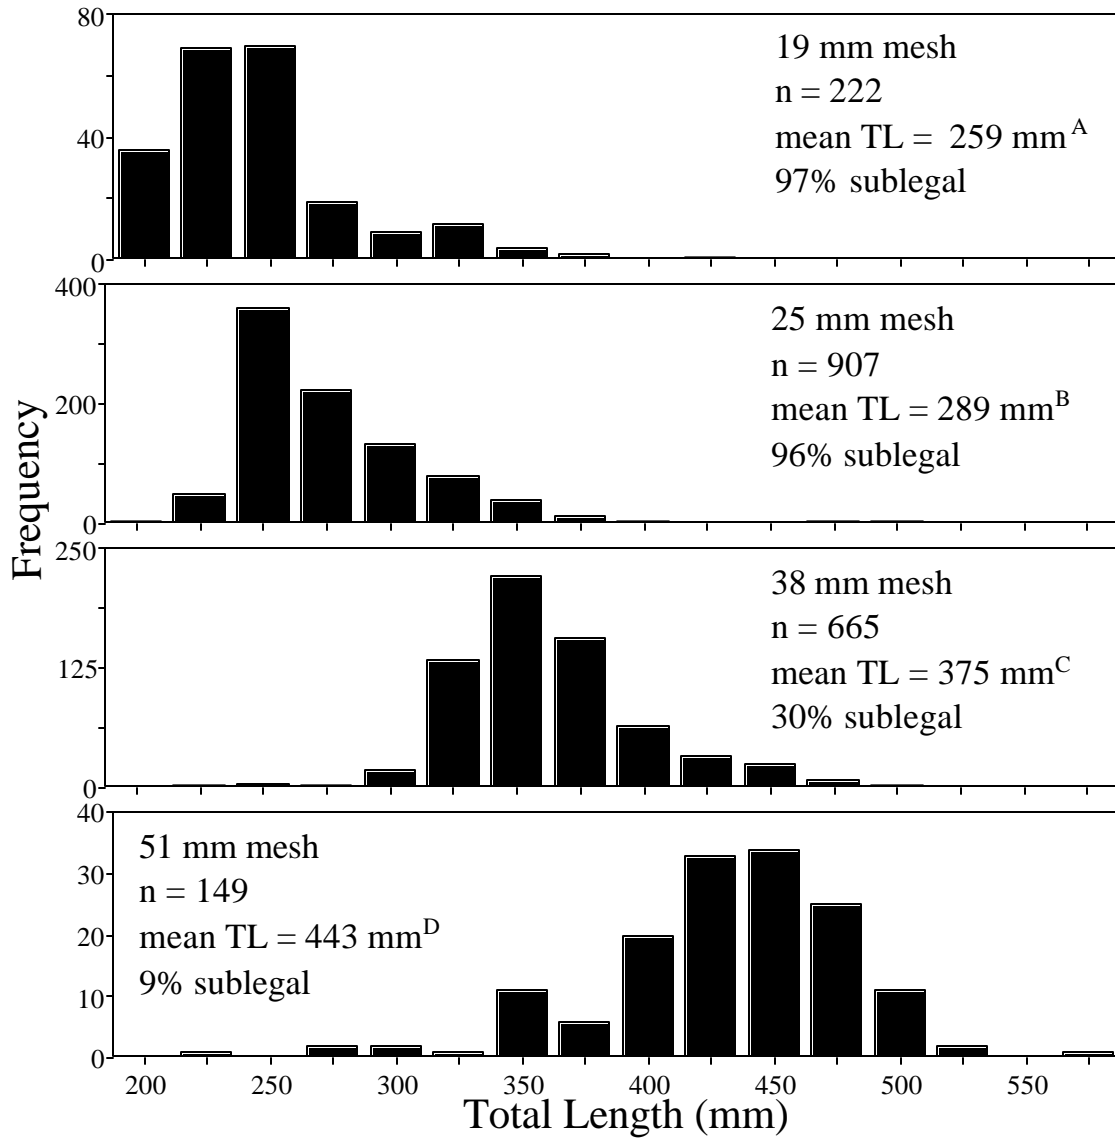 80
40
0
19 mm mesh
n = 222
mean TL = 259 mm A
97% sublegal
400
200
0
25 mm mesh
n = 907
mean TL = 289 mm B
96% sublegal
Frequency
250
125
0
38 mm mesh
n = 665
mean TL = 375 mm C
30% sublegal
40
30
20
10
0
51 mm mesh
n = 149
mean TL = 443 mm D
9% sublegal
200 250 300 350 400 450 500 550
Total Length (mm)